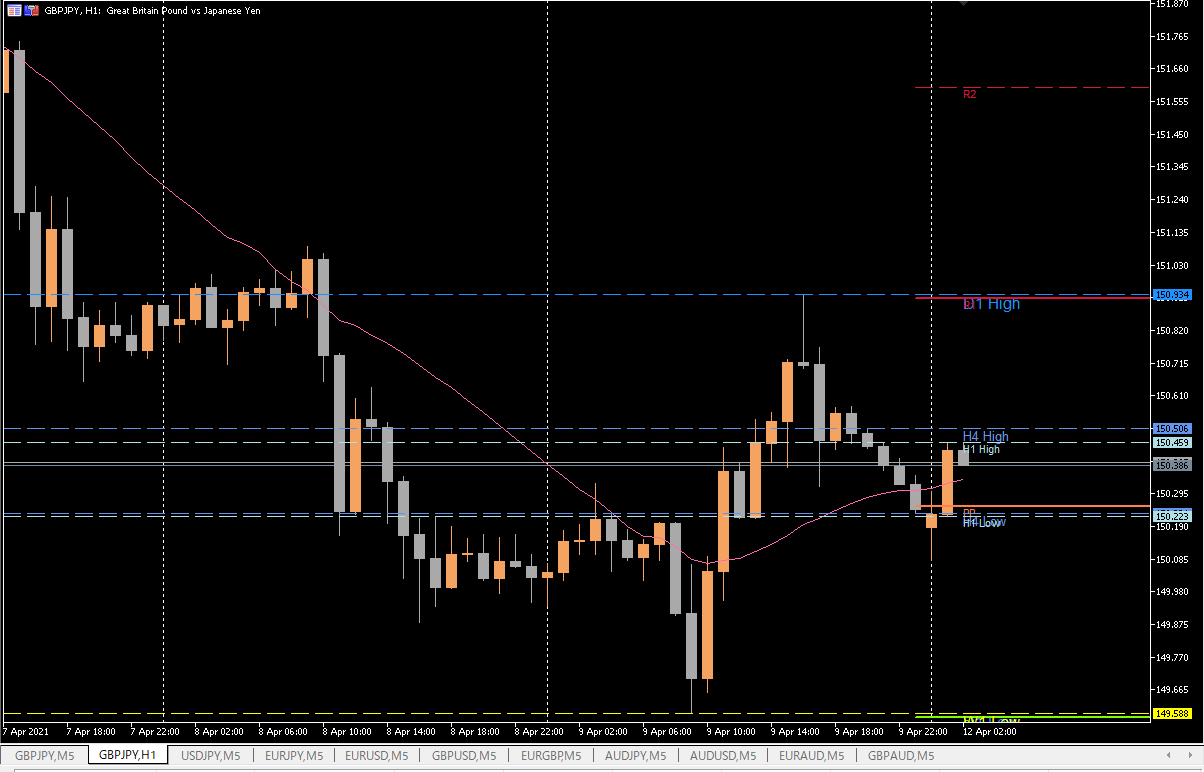 GBPJPY, H1: Great Britain Pound vs Japanese Yen
151.870
151.765
151.660
151.555
R2
151.450
151.345
151.240
151.135
151.030
150.934
D1 High
150.820
150.715
150.610
150.506
H4 High
150.459
H1 High
150.386
150.295
PP
150.223
H1 Low
150.190
150.085
149.980
149.875
149.770
149.665
149.588
7 Apr 2021 7 Apr 18:00 7 Apr 22:00 8 Apr 02:00 8 Apr 06:00 8 Apr 10:00 8 Apr 14:00 8 Apr 18:00 8 Apr 22:00 9 Apr 02:00 9 Apr 06:00 9 Apr 10:00 9 Apr 14:00 9 Apr 18:00 9 Apr 22:00 12 Apr 02:00
GBPJPY,M5 GBPJPY,H1 USDJPY,M5 EURJPY,M5 EURUSD,M5 GBPUSD,M5 EURGBP,M5 AUDJPY,M5 AUDUSD,M5 EURAUD,M5 GBPAUD,M5